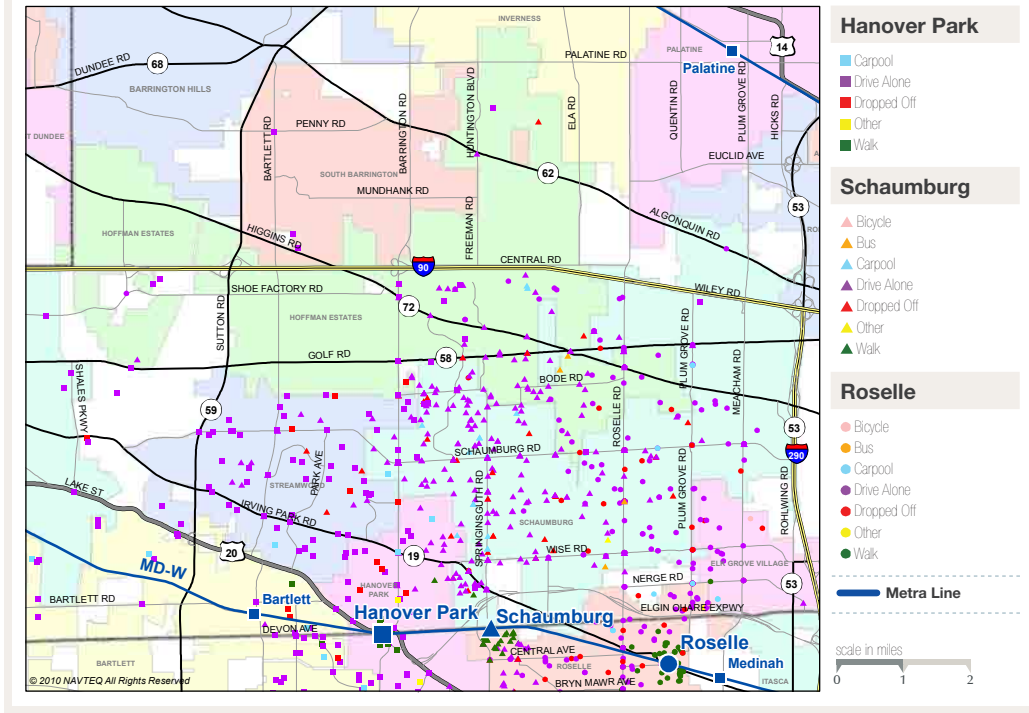 INVERNESS
14
PALATINE RD
PALATINE
DUNDEE RD
68
Palatine
BARRINGTON HILLS
BARTLETT RD
PENNY RD
BARRINGTON RD
HUNTINGTON BLVD
ELA RD
QUENTIN RD
PLUM GROVE RD
HICKS RD
T DUNDEE
EUCLID AVE
SOUTH BARRINGTON
62
MUNDHANK RD
53
ALGONQUIN RD
HOFFMAN ESTATES
HIGGINS RD
FREEMAN RD
CENTRAL RD
90
SHOE FACTORY RD
WILEY RD
72
HOFFMAN ESTATES
SUTTON RD
GOLF RD
58
PLUM GROVE RD
MEACHAM RD
SHALES PKWY
BODE RD
59
ROSELLE RD
53
SCHAUMBURG RD
290
PARK AVE
STREAMWOOD
LAKE ST
IRVING PARK RD
SPRINGINSGUTH RD
PLUM GROVE RD
ROHLWING RD
SCHAUMBURG
20
19
WISE RD
ELK GROVE VILLAGE
MD-W
NERGE RD
53
HANOVER
PARK
BARTLETT RD
Bartlett
Hanover Park
Schaumburg
ELGIN OHARE EXPWY
DEVON AVE
Roselle
CENTRAL AVE
Medinah
BARTLETT
ROSELLE
BRYN MAWR AVE
ITASCA
© 2010 NAVTEQ All Rights Reserved
Hanover Park
Carpool
Drive Alone
Dropped Off
Other
Walk
Schaumburg
Bicycle
Bus
Carpool
Drive Alone
Dropped Off
Other
Walk
Roselle
Bicycle
Bus
Carpool
Drive Alone
Dropped Off
Other
Walk
Metra Line
scale in miles
0 1 2